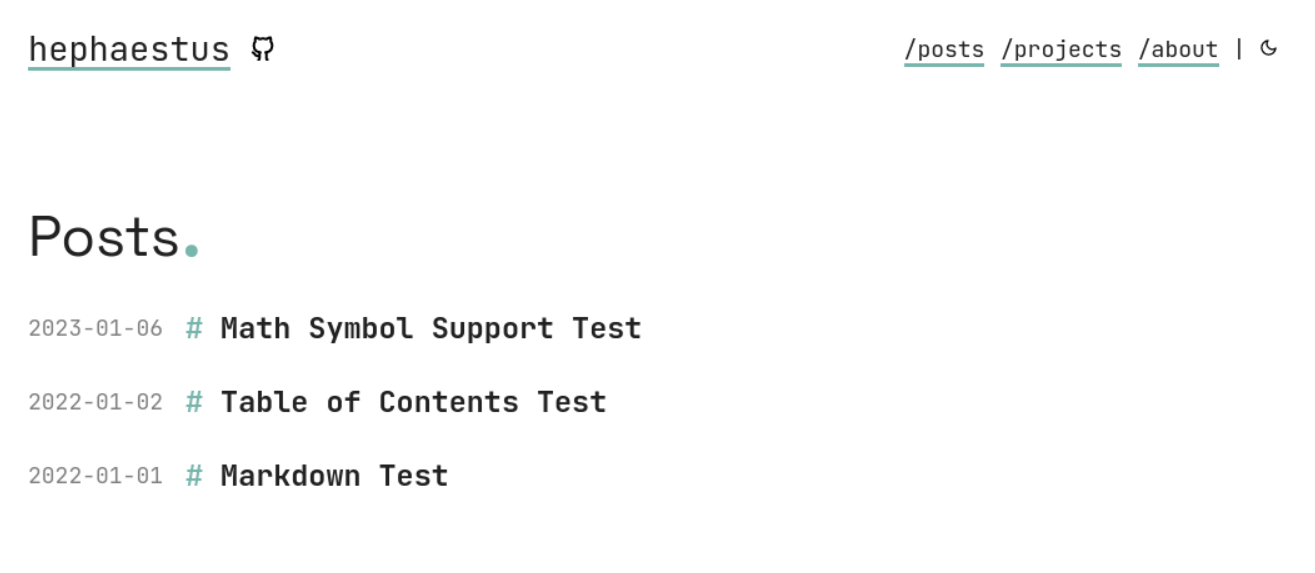 hephaestus /posts /projects /about |
Posts.
2023-01-06 # Math Symbol Support Test
2022-01-02 # Table of Contents Test
2022-01-01 # Markdown Test